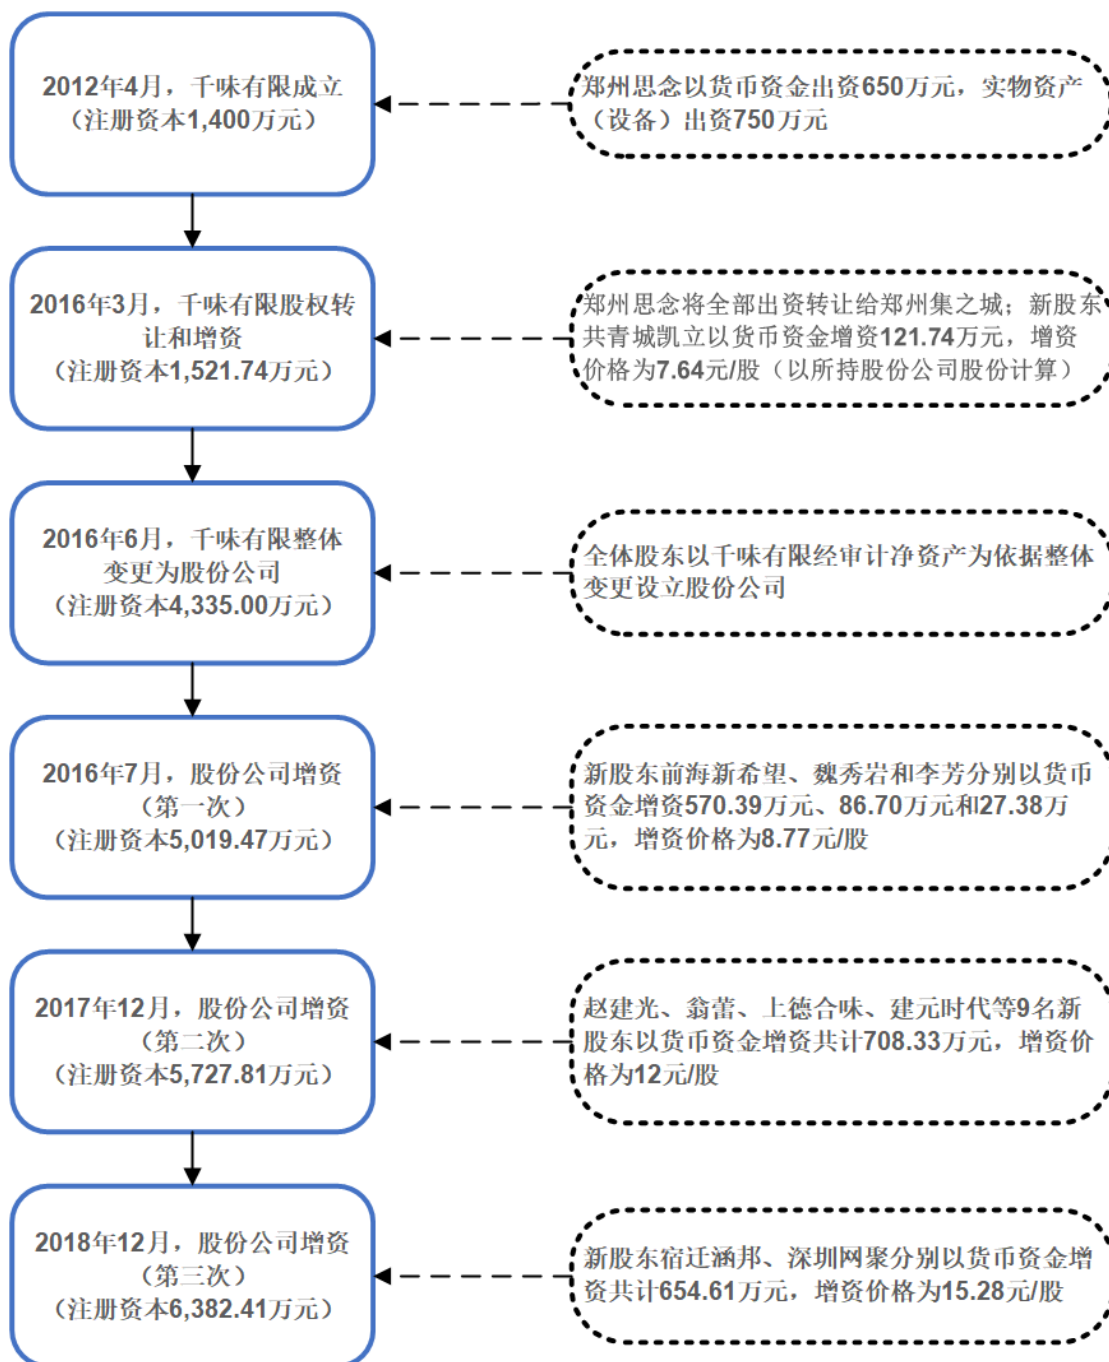 2012年4月，千味有限成立
（注册资本1,400万元）
郑州思念以货币资金出资650万元，实物资产
（设备）出资750万元
2016年3月，千味有限股权转
让和增资
（注册资本1,521.74万元）
郑州思念将全部出资转让给郑州集之城；新股东
共青城凯立以货币资金增资121.74万元，增资
价格为7.64元/股（以所持股份公司股份计算）
2016年6月，千味有限整体
变更为股份公司
（注册资本4,335.00万元）
全体股东以千味有限经审计净资产为依据整体
变更设立股份公司
2016年7月，股份公司增资
（第一次）
（注册资本5,019.47万元）
新股东前海新希望、魏秀岩和李芳分别以货币
资金增资570.39万元、86.70万元和27.38万
元，增资价格为8.77元/股
2017年12月，股份公司增资
（第二次）
（注册资本5,727.81万元）
赵建光、翁蕾、上德合味、建元时代等9名新
股东以货币资金增资共计708.33万元，增资价
格为12元/股
2018年12月，股份公司增资
（第三次）
（注册资本6,382.41万元）
新股东宿迁涵邦、深圳网聚分别以货币资金增
资共计654.61万元，增资价格为15.28元/股